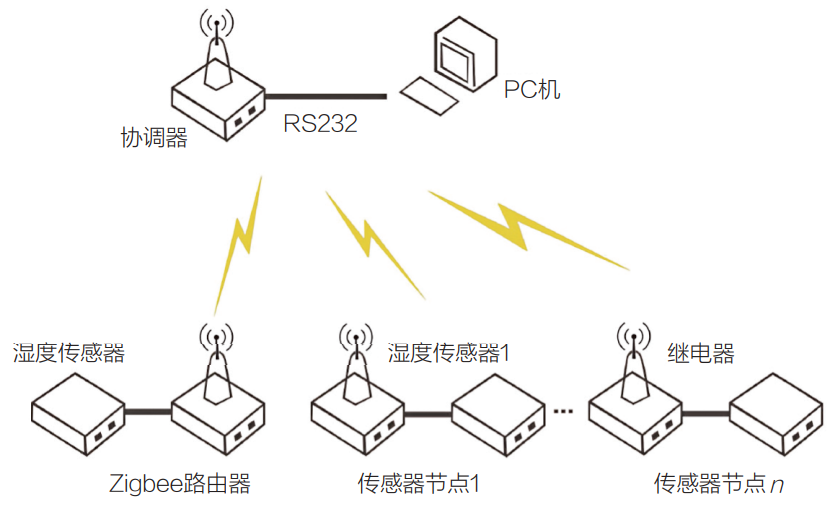 PC机
RS232
协调器
湿度传感器
湿度传感器1
继电器
...
Zigbee路由器
传感器节点1
传感器节点n